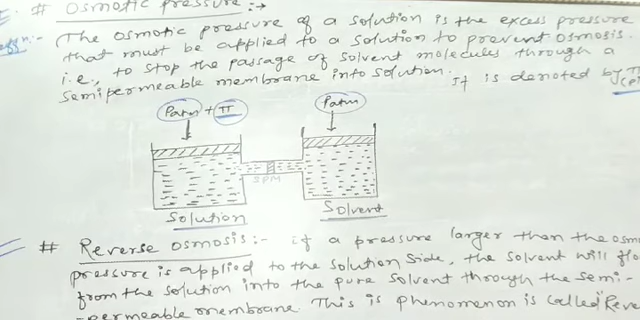 # Osmotic pressure :-
Defn:- The osmotic pressure of a solution is the excess pressure
that must be applied to a solution to prevent osmosis.
i.e., to stop the passage of solvent molecules through a
semipermeable membrane into solution. It is denoted by π
(Pi
Patm + π
Patm
SPM
Solution
Solvent
# Reverse osmosis:- if a pressure larger then the osm
pressure is applied to the solution side, the solvent will flo
from the solution into the pure solvent through the semi-
-permeable membrane. This is phenomenon is called "Reve